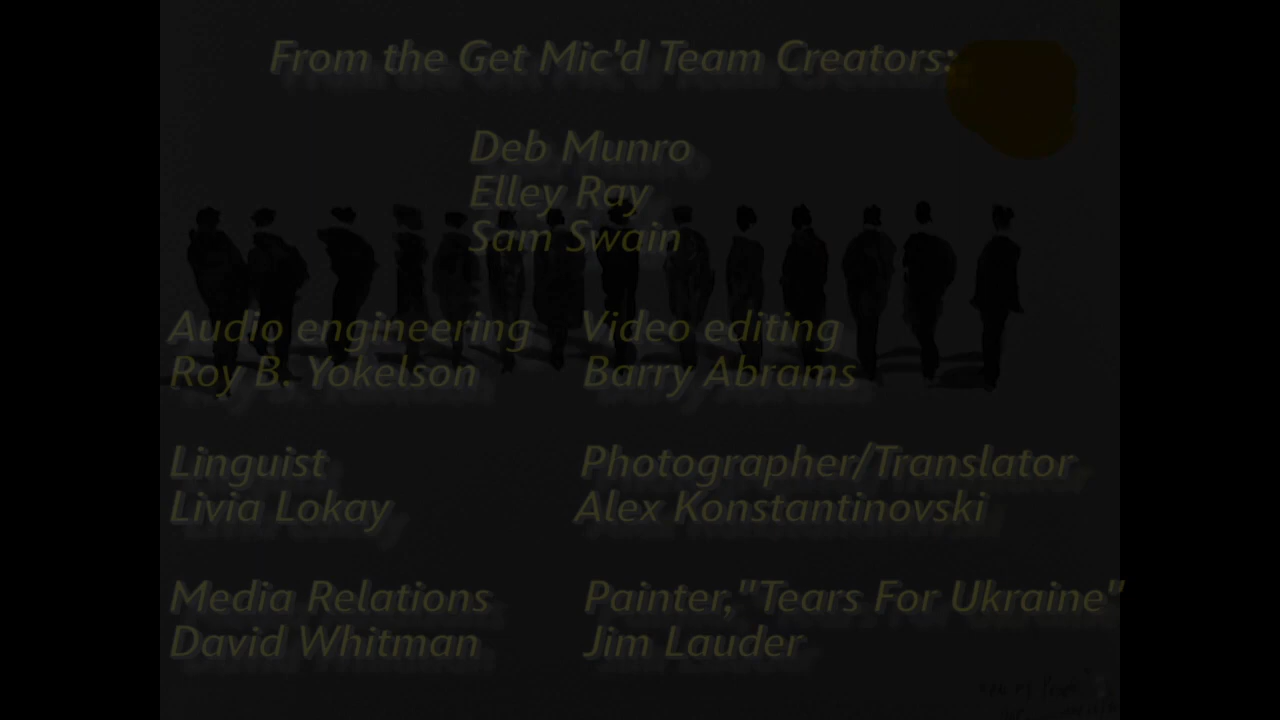 From the Get Mic'd Team Creators:
Deb Munro
Elley Ray
Sam Swain
Audio engineering
Roy B. Yokelson
Video editing
Barry Abrams
Linguist
Livia Lokay
Photographer/Translator
Alex Konstantinovski
Media Relations
David Whitman
Painter,"Tears For Ukraine"
Jim Lauder